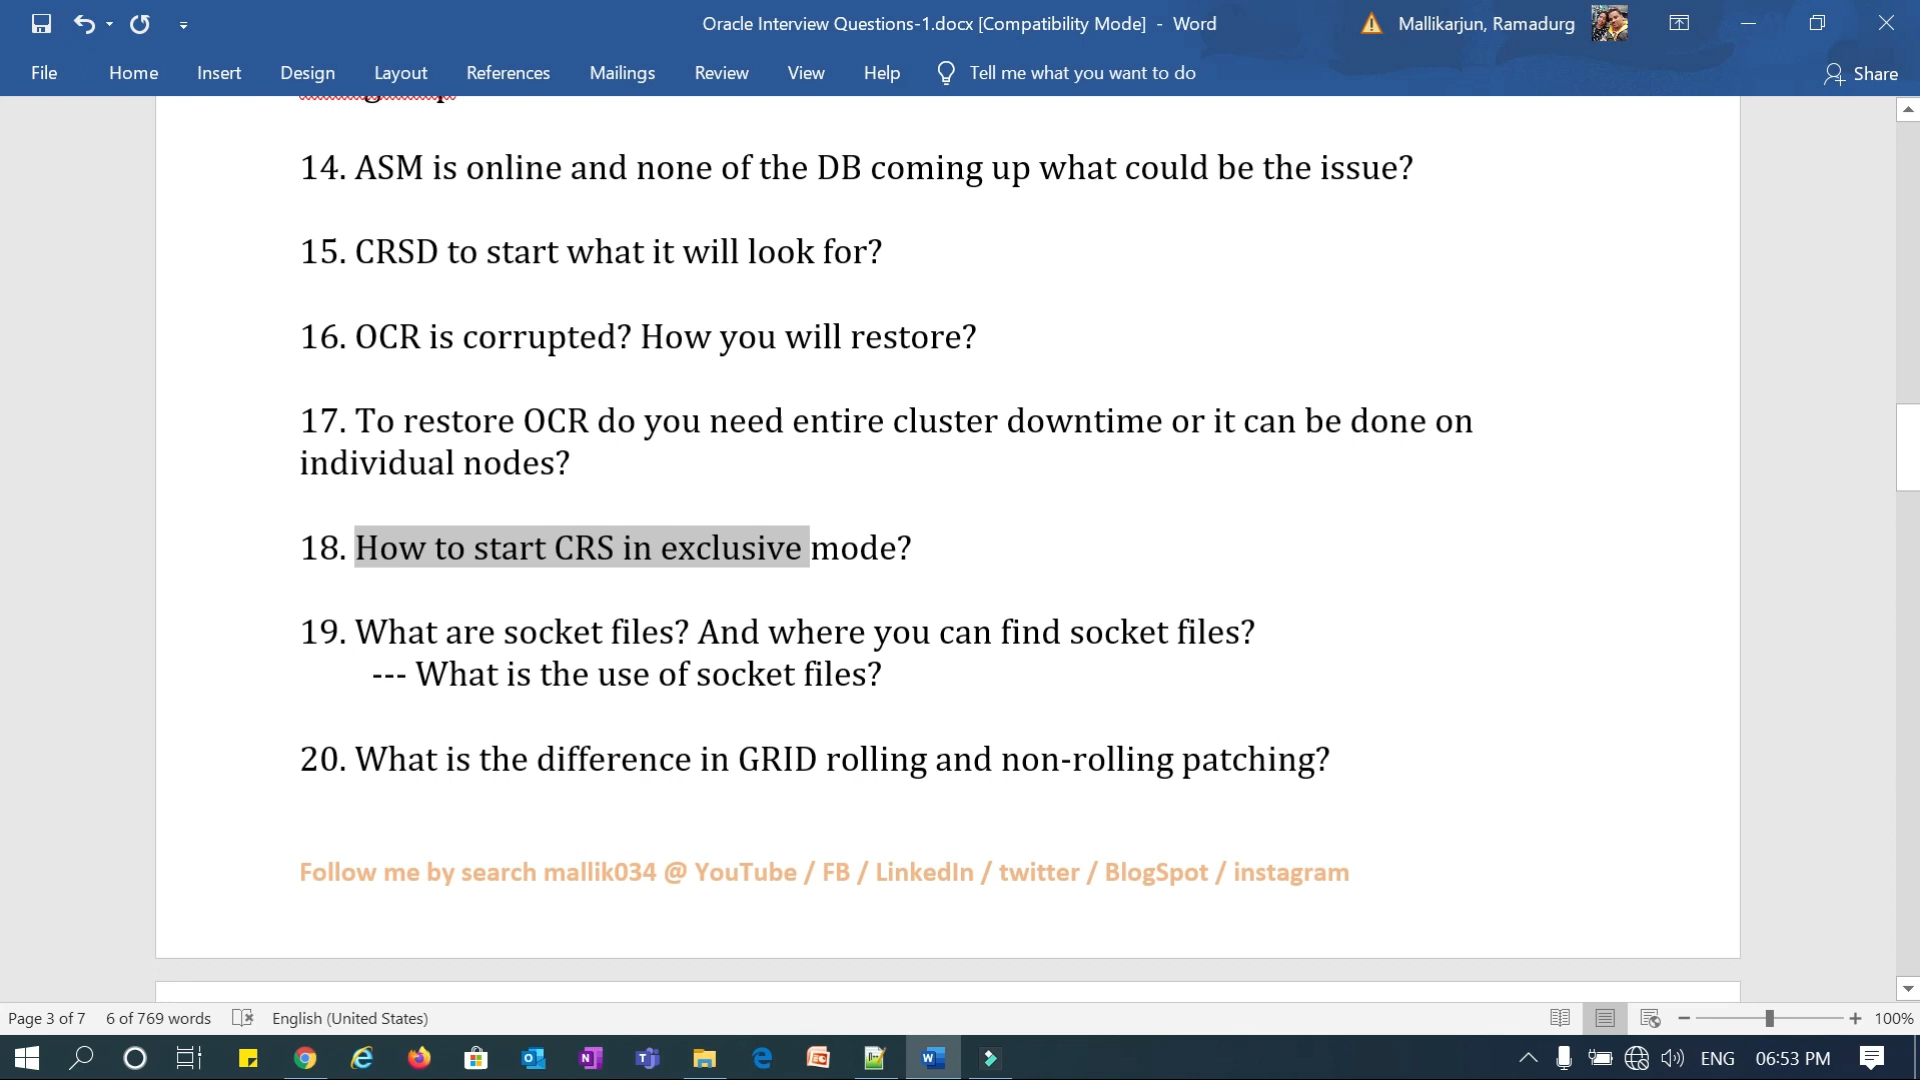 Oracle Interview Questions-1.docx [Compatibility Mode] - Word
Mallikarjun, Ramadurg
File Home Insert Design Layout References Mailings Review View Help Tell me what you want to do Share
14. ASM is online and none of the DB coming up what could be the issue?
15. CRSD to start what it will look for?
16. OCR is corrupted? How you will restore?
17. To restore OCR do you need entire cluster downtime or it can be done on
individual nodes?
18. How to start CRS in exclusive mode?
19. What are socket files? And where you can find socket files?
--- What is the use of socket files?
20. What is the difference in GRID rolling and non-rolling patching?
Follow me by search mallik034 @ YouTube / FB / LinkedIn / twitter / BlogSpot / instagram
Page 3 of 7 6 of 769 words English (United States) 100%
ENG 06:53 PM